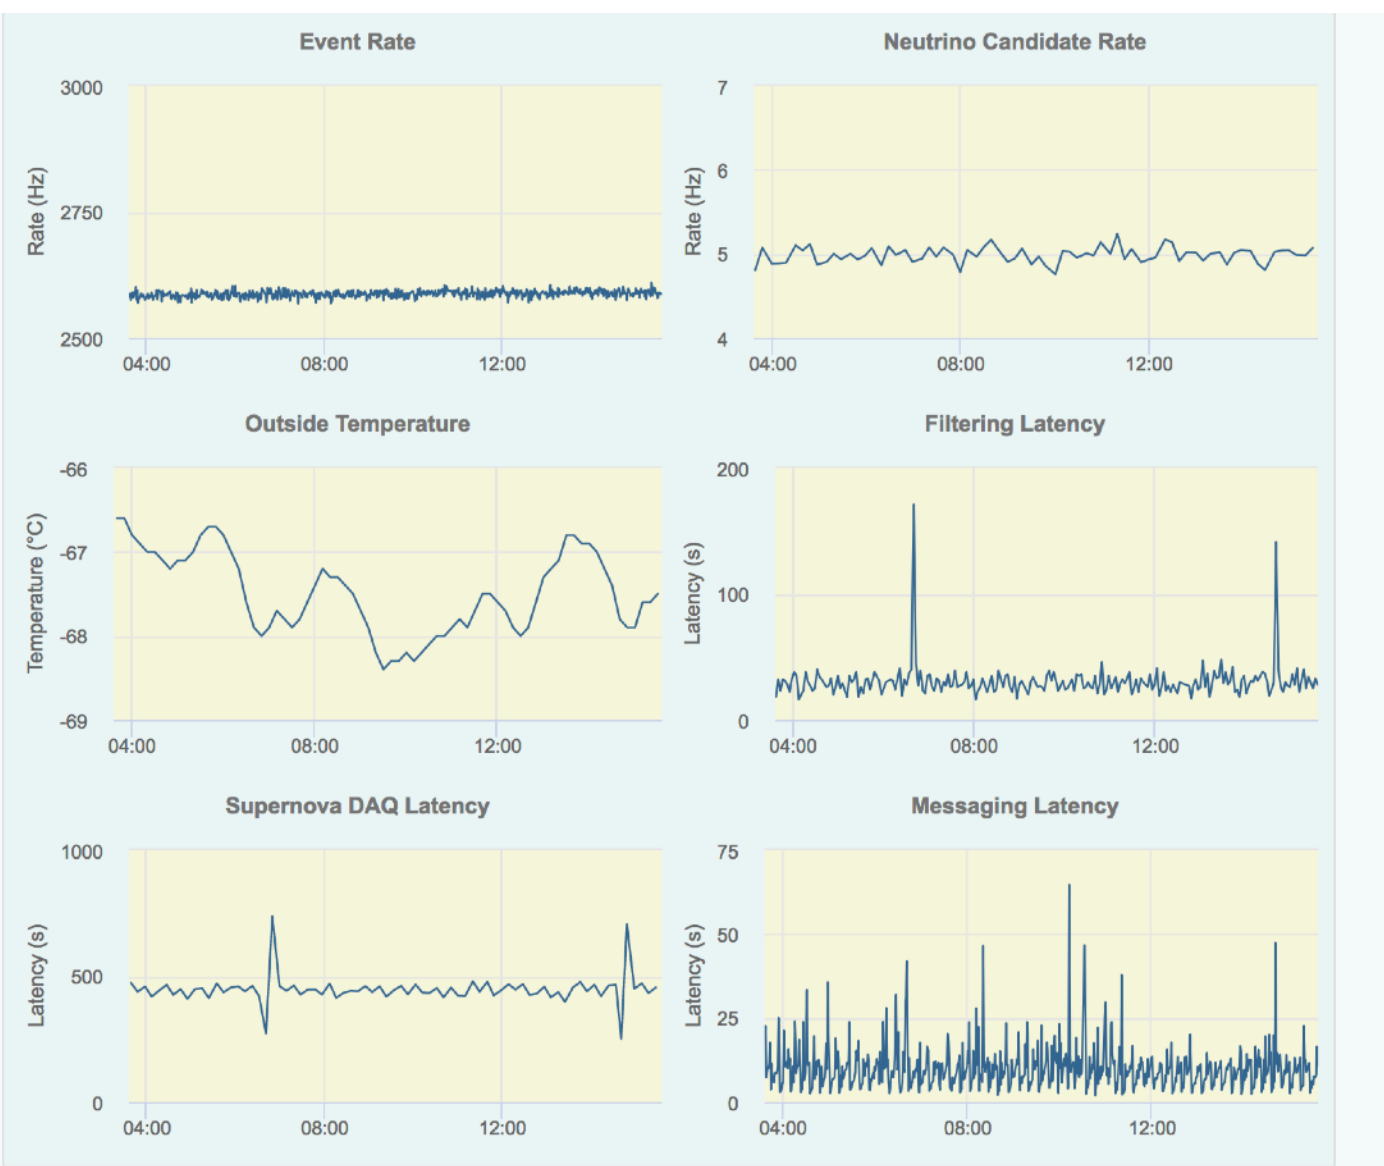 Event Rate
Rate (Hz)
3000
2750
2500
04:00 08:00 12:00
Neutrino Candidate Rate
Rate (Hz)
7
6
5
4
04:00 08:00 12:00
Outside Temperature
Temperature (°C)
-66
-67
-68
-69
04:00 08:00 12:00
Filtering Latency
Latency (s)
200
100
0
04:00 08:00 12:00
Supernova DAQ Latency
Latency (s)
1000
500
0
04:00 08:00 12:00
Messaging Latency
Latency (s)
75
50
25
0
04:00 08:00 12:00